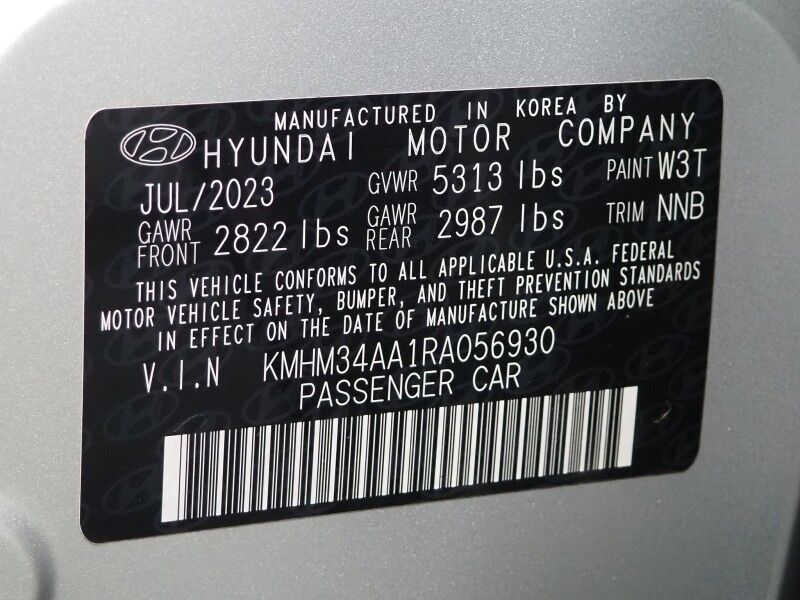 MANUFACTURED IN KOREA BY
HYUNDAI MOTOR COMPANY
JUL/2023 GVWR 5313 lbs PAINT W3T
GAWR FRONT 2822 lbs GAWR REAR 2987 lbs TRIM NNB
THIS VEHICLE CONFORMS TO ALL APPLICABLE U.S.A. FEDERAL
MOTOR VEHICLE SAFETY, BUMPER, AND THEFT PREVENTION STANDARDS
IN EFFECT ON THE DATE OF MANUFACTURE SHOWN ABOVE
V.I.N KMHM34AA1RA056930
PASSENGER CAR